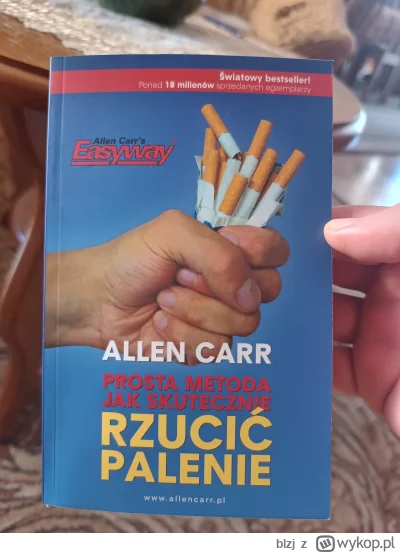 Światowy bestseller!
Ponad 18 milionów sprzedanych egzemplarzy
Allen Carr's
Easyway
ALLEN CARR
PROSTA METODA
JAK SKUTECZNIE
RZUCIĆ
PALENIE
www.allencarr.pl
blzj z wykop.pl